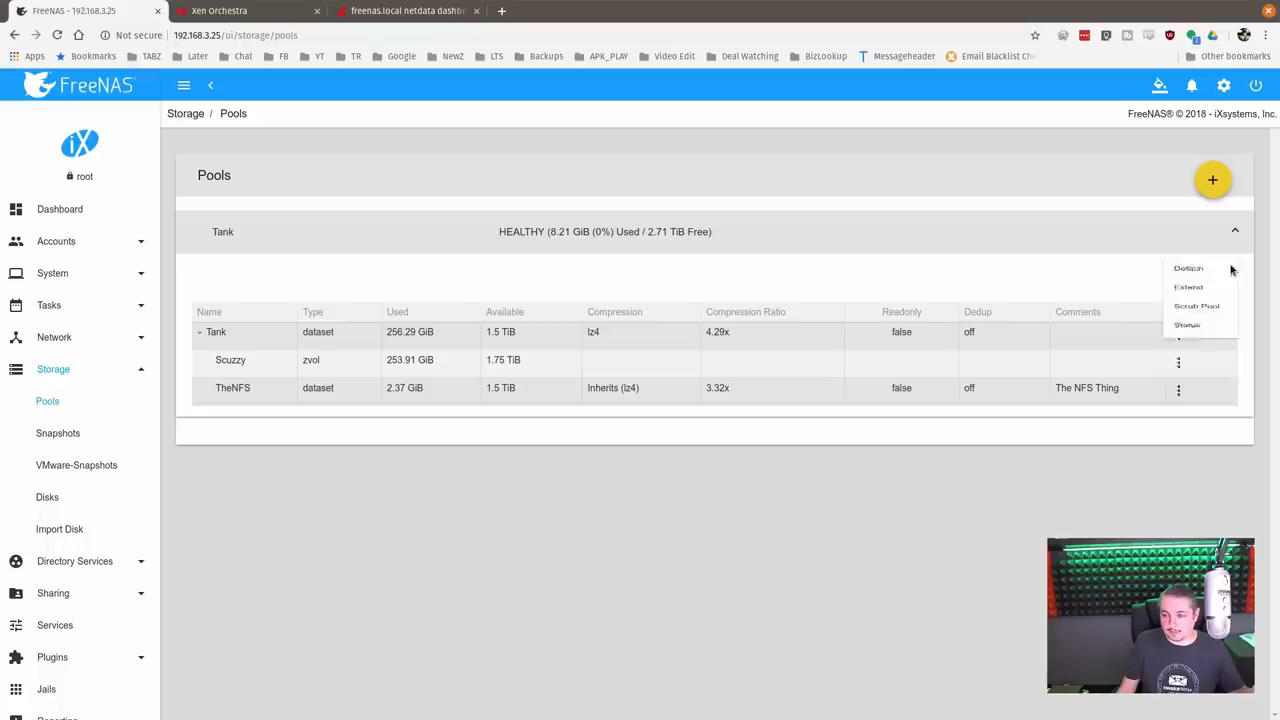 FreeNAS - 192.168.3.25
Xen Orchestra
freenas.local netdata dashbo
Not secure
192.168.3.25/ui/storage/pools
Apps
Bookmarks
TABZ
Later
Chat
FB
YT
TR
Google
NewZ
LTS
Backups
APK_PLAY
Video Edit
Deal Watching
BizLookup
Messageheader
Email Blacklist Che
Other bookmarks
FreeNAS
Storage / Pools
FreeNAS® © 2018 - iXsystems, Inc.
iX
root
Dashboard
Accounts
System
Tasks
Network
Storage
Pools
Snapshots
VMware-Snapshots
Disks
Import Disk
Directory Services
Sharing
Services
Plugins
Jails
Reporting
Pools
Tank HEALTHY (8.21 GiB (0%) Used / 2.71 TiB Free)
Detach
Extend
Scrub Pool
Status
Name Type Used Available Compression Compression Ratio Readonly Dedup Comments
Tank dataset 256.29 GiB 1.5 TiB lz4 4.29x false off
Scuzzy zvol 253.91 GiB 1.75 TiB
TheNFS dataset 2.37 GiB 1.5 TiB Inherits (lz4) 3.32x false off The NFS Thing